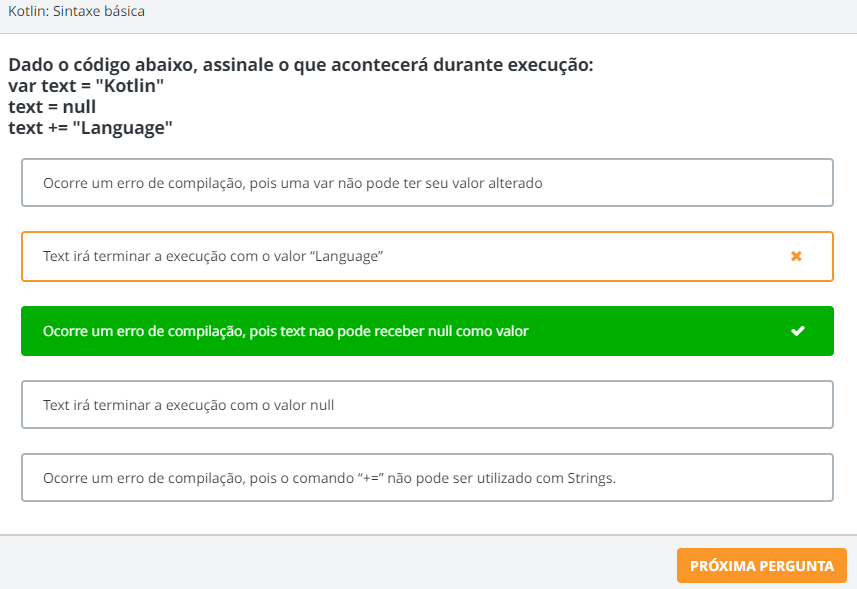 Kotlin: Sintaxe básica
Dado o código abaixo, assinale o que acontecerá durante execução:
var text = "Kotlin"
text = null
text += "Language"
Ocorre um erro de compilação, pois uma var não pode ter seu valor alterado
Text irá terminar a execução com o valor “Language”
Ocorre um erro de compilação, pois text nao pode receber null como valor
Text irá terminar a execução com o valor null
Ocorre um erro de compilação, pois o comando “+=” não pode ser utilizado com Strings.
PRÓXIMA PERGUNTA